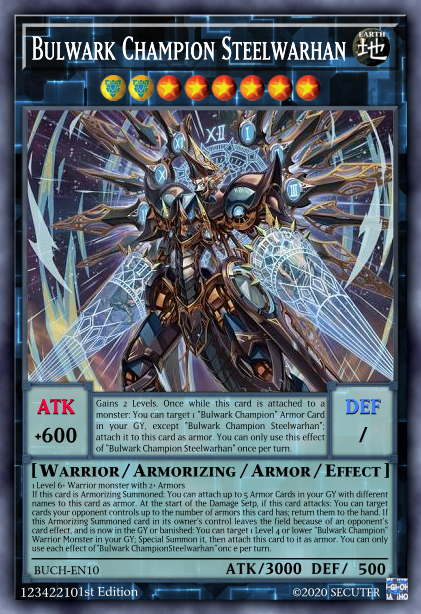 Bulwark Champion Steelwarhan
EARTH
地
XII
I
XI
X
III
ATK
+600
Gains 2 Levels. Once while this card is attached to a
monster: You can target 1 "Bulwark Champion" Armor Card
in your GY, except "Bulwark Champion Steelwarhan";
attach it to this card as armor. You can only use this effect
of "Bulwark Champion Steelwarhan" once per turn.
DEF
/
[Warrior / Armorizing / Armor / Effect]
1 Level 6+ Warrior monster with 2+ Armors
If this card is Armorizing Summoned: You can attach up to 5 Armor Cards in your GY with different
names to this card as armor. At the start of the Damage Setp, if this card attacks: You can target
cards your opponent controls up to the number of armors this card has; return them to the hand. If
this Armorizing Summoned card in its owner's control leaves the field because of an opponent's
card effect, and is now in the GY or banished: You can target 1 Level 4 or lower "Bulwark Champion"
Warrior Monster in your GY; Special Summon it, then attach this card to it as armor. You can only
use each effect of "Bulwark ChampionSteelwarhan" onc e per turn.
BUCH-EN10
ATK/3000 DEF/ 500
123422101st Edition
©2020 SECUTER